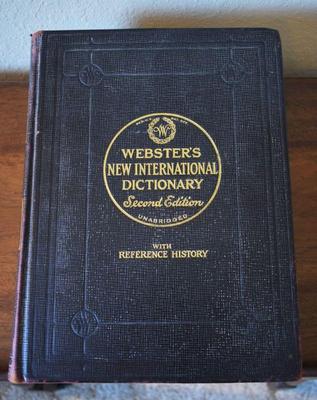 W
WEBSTER'S
NEW INTERNATIONAL
DICTIONARY
Second Edition
UNABRIDGED
WITH
REFERENCE HISTORY
W